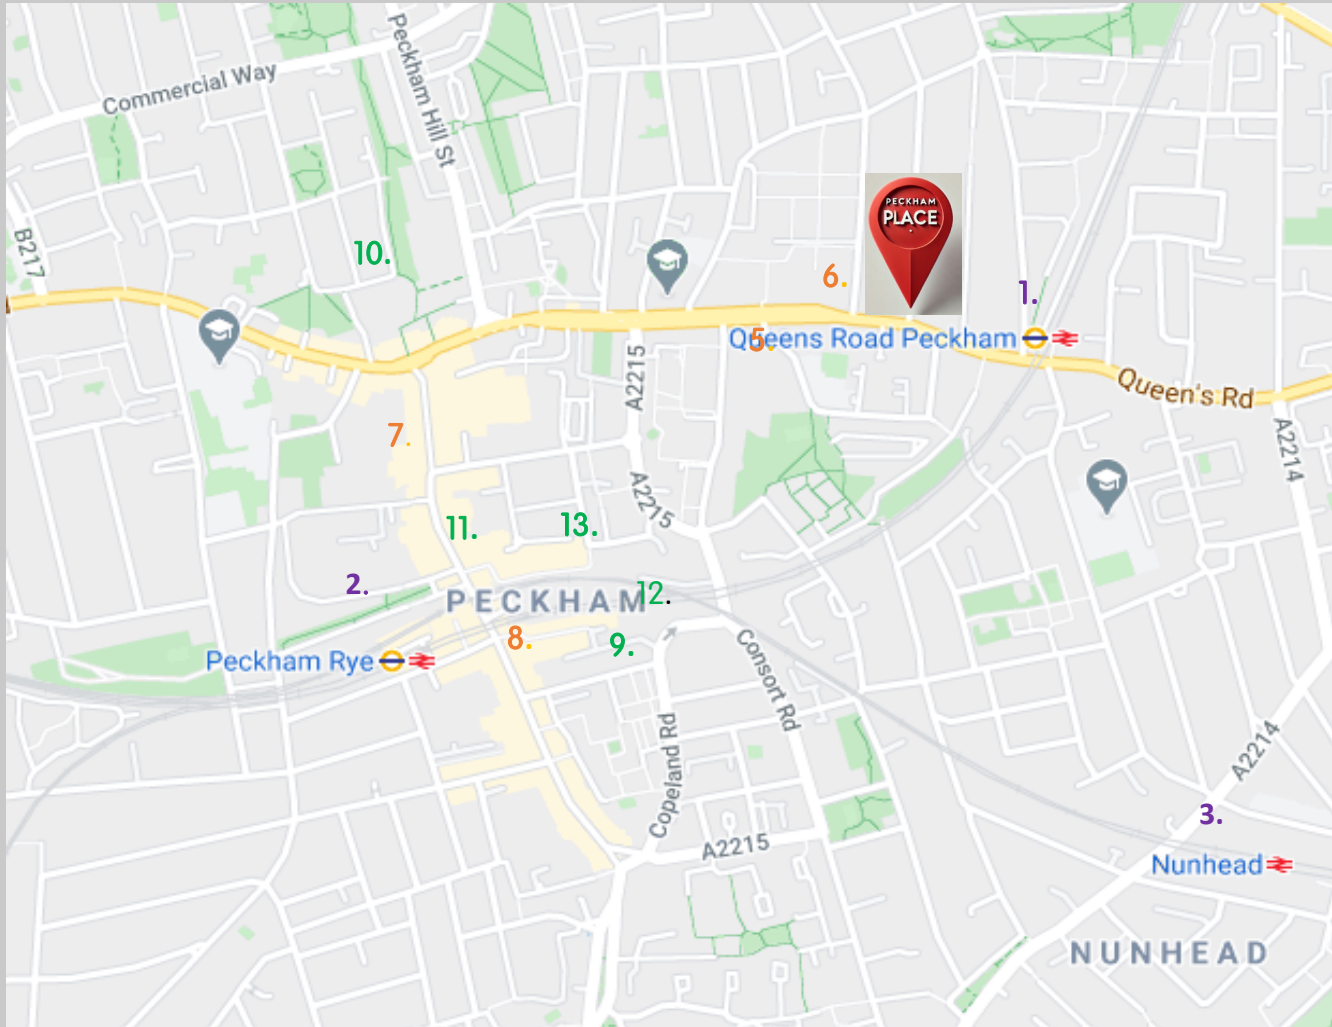 Peckham Hill St
Commercial Way
B217
10.
PECKHAM
PLACE
6.
1.
Queens Road Peckham
5.
A2215
Queen's Rd
A2214
7.
A2215
11.
13.
2.
PECKHAM
12.
8.
9.
Peckham Rye
Consort Rd
Copeland Rd
A2214
3.
A2215
Nunhead
NUNHEAD